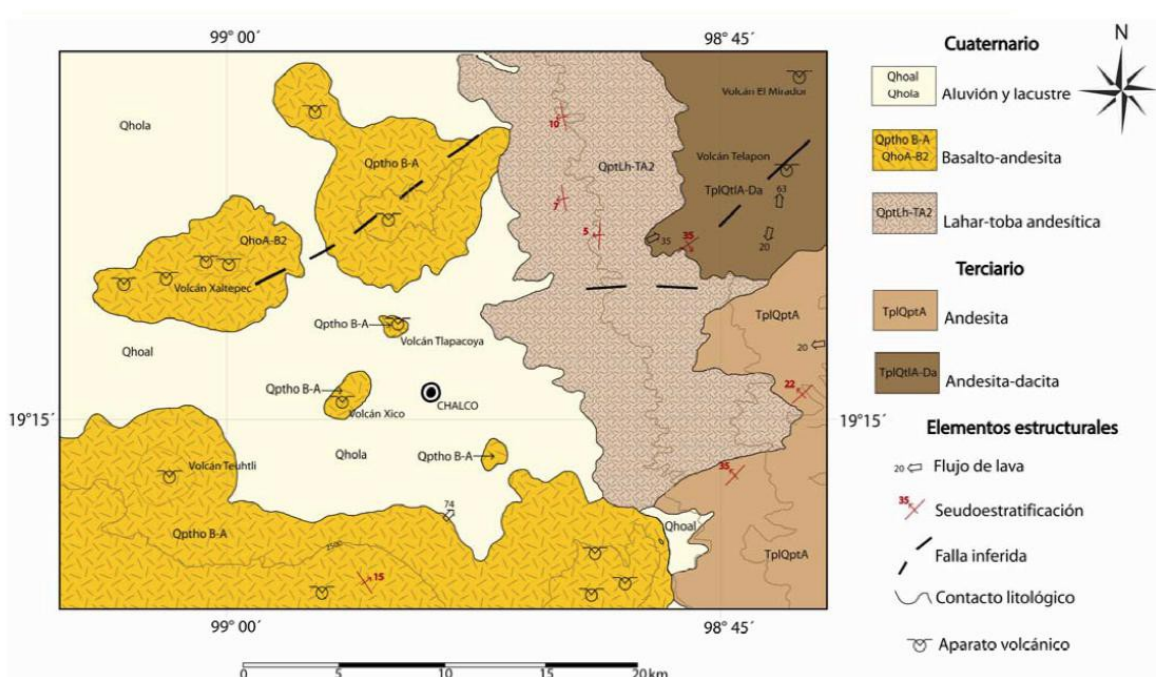 99° 00´
98° 45´
N
Cuaternario
Qhoal
Qhola
Aluvión y lacustre
Qptho B-A
QhoA-B2
Basalto-andesita
QptLh-TA2
Lahar-toba andesítica
Terciario
TplQptA
Andesita
TplQtlA-Da
Andesita-dacita
Elementos estructurales
20
Flujo de lava
35
Seudoestratificación
Falla inferida
Contacto litológico
Aparato volcánico
Volcán El Mirador
Qhola
10
Qptho B-A
QptLh-TA2
Volcán Telapon
TplQtlA-Da
63
7
5
35
35
20
QhoA-B2
Volcán Xaltepec
Qptho B-A
Volcán Tlapacoya
TplQptA
20
Qhoal
Qptho B-A
Volcán Xico
CHALCO
22
19°15´
19°15´
Qhola
Qptho B-A
Volcán Teuhtli
35
74
Qptho B-A
2500
Qhoal
TplQptA
15
99° 00´
98° 45´
0
5
10
15
20 km